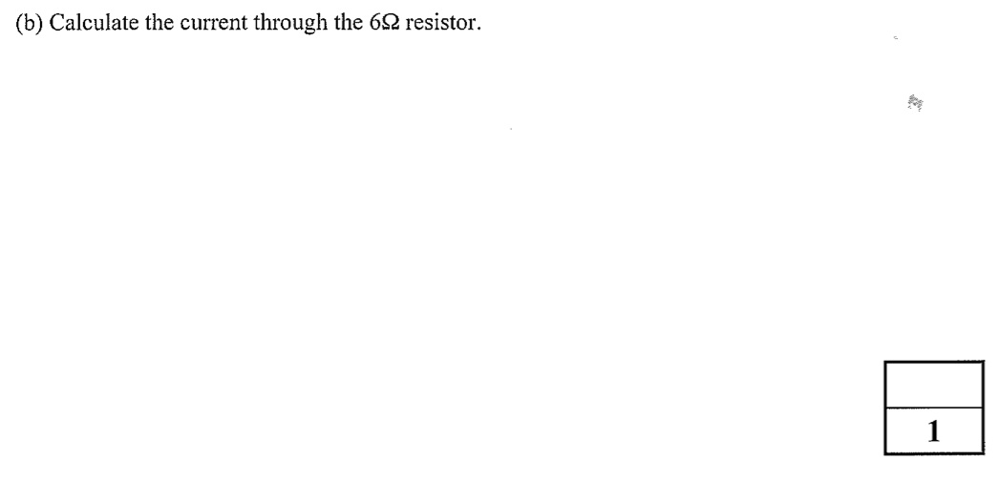 (b) Calculate the current through the 6Ω resistor.
1